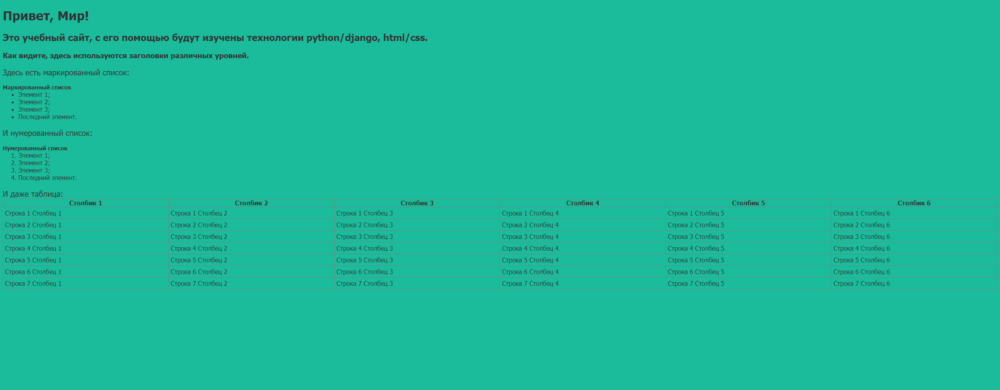 Привет, Мир!
Это учебный сайт, с его помощью будут изучены технологии python/django, html/css.
Как видите, здесь используются заголовки различных уровней.
Здесь есть маркированный список:
Маркированный список
• Элемент 1;
• Элемент 2;
• Элемент 3;
• Последний элемент.
И нумерованный список:
Нумерованный список
1. Элемент 1;
2. Элемент 2;
3. Элемент 3;
4. Последний элемент.
И даже таблица:
Столбик 1 Столбик 2 Столбик 3 Столбик 4 Столбик 5 Столбик 6
Строка 1 Столбец 1 Строка 1 Столбец 2 Строка 1 Столбец 3 Строка 1 Столбец 4 Строка 1 Столбец 5 Строка 1 Столбец 6
Строка 2 Столбец 1 Строка 2 Столбец 2 Строка 2 Столбец 3 Строка 2 Столбец 4 Строка 2 Столбец 5 Строка 2 Столбец 6
Строка 3 Столбец 1 Строка 3 Столбец 2 Строка 3 Столбец 3 Строка 3 Столбец 4 Строка 3 Столбец 5 Строка 3 Столбец 6
Строка 4 Столбец 1 Строка 4 Столбец 2 Строка 4 Столбец 3 Строка 4 Столбец 4 Строка 4 Столбец 5 Строка 4 Столбец 6
Строка 5 Столбец 1 Строка 5 Столбец 2 Строка 5 Столбец 3 Строка 5 Столбец 4 Строка 5 Столбец 5 Строка 5 Столбец 6
Строка 6 Столбец 1 Строка 6 Столбец 2 Строка 6 Столбец 3 Строка 6 Столбец 4 Строка 6 Столбец 5 Строка 6 Столбец 6
Строка 7 Столбец 1 Строка 7 Столбец 2 Строка 7 Столбец 3 Строка 7 Столбец 4 Строка 7 Столбец 5 Строка 7 Столбец 6